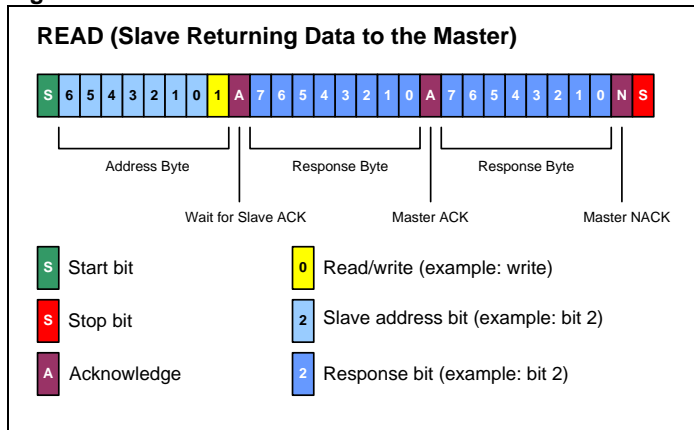 READ (Slave Returning Data to the Master)
S 6 5 4 3 2 1 0 1 A 7 6 5 4 3 2 1 0 A 7 6 5 4 3 2 1 0 N S
Address Byte Response Byte Response Byte
Wait for Slave ACK Master ACK Master NACK
S Start bit 0 Read/write (example: write)
S Stop bit 2 Slave address bit (example: bit 2)
A Acknowledge 2 Response bit (example: bit 2)